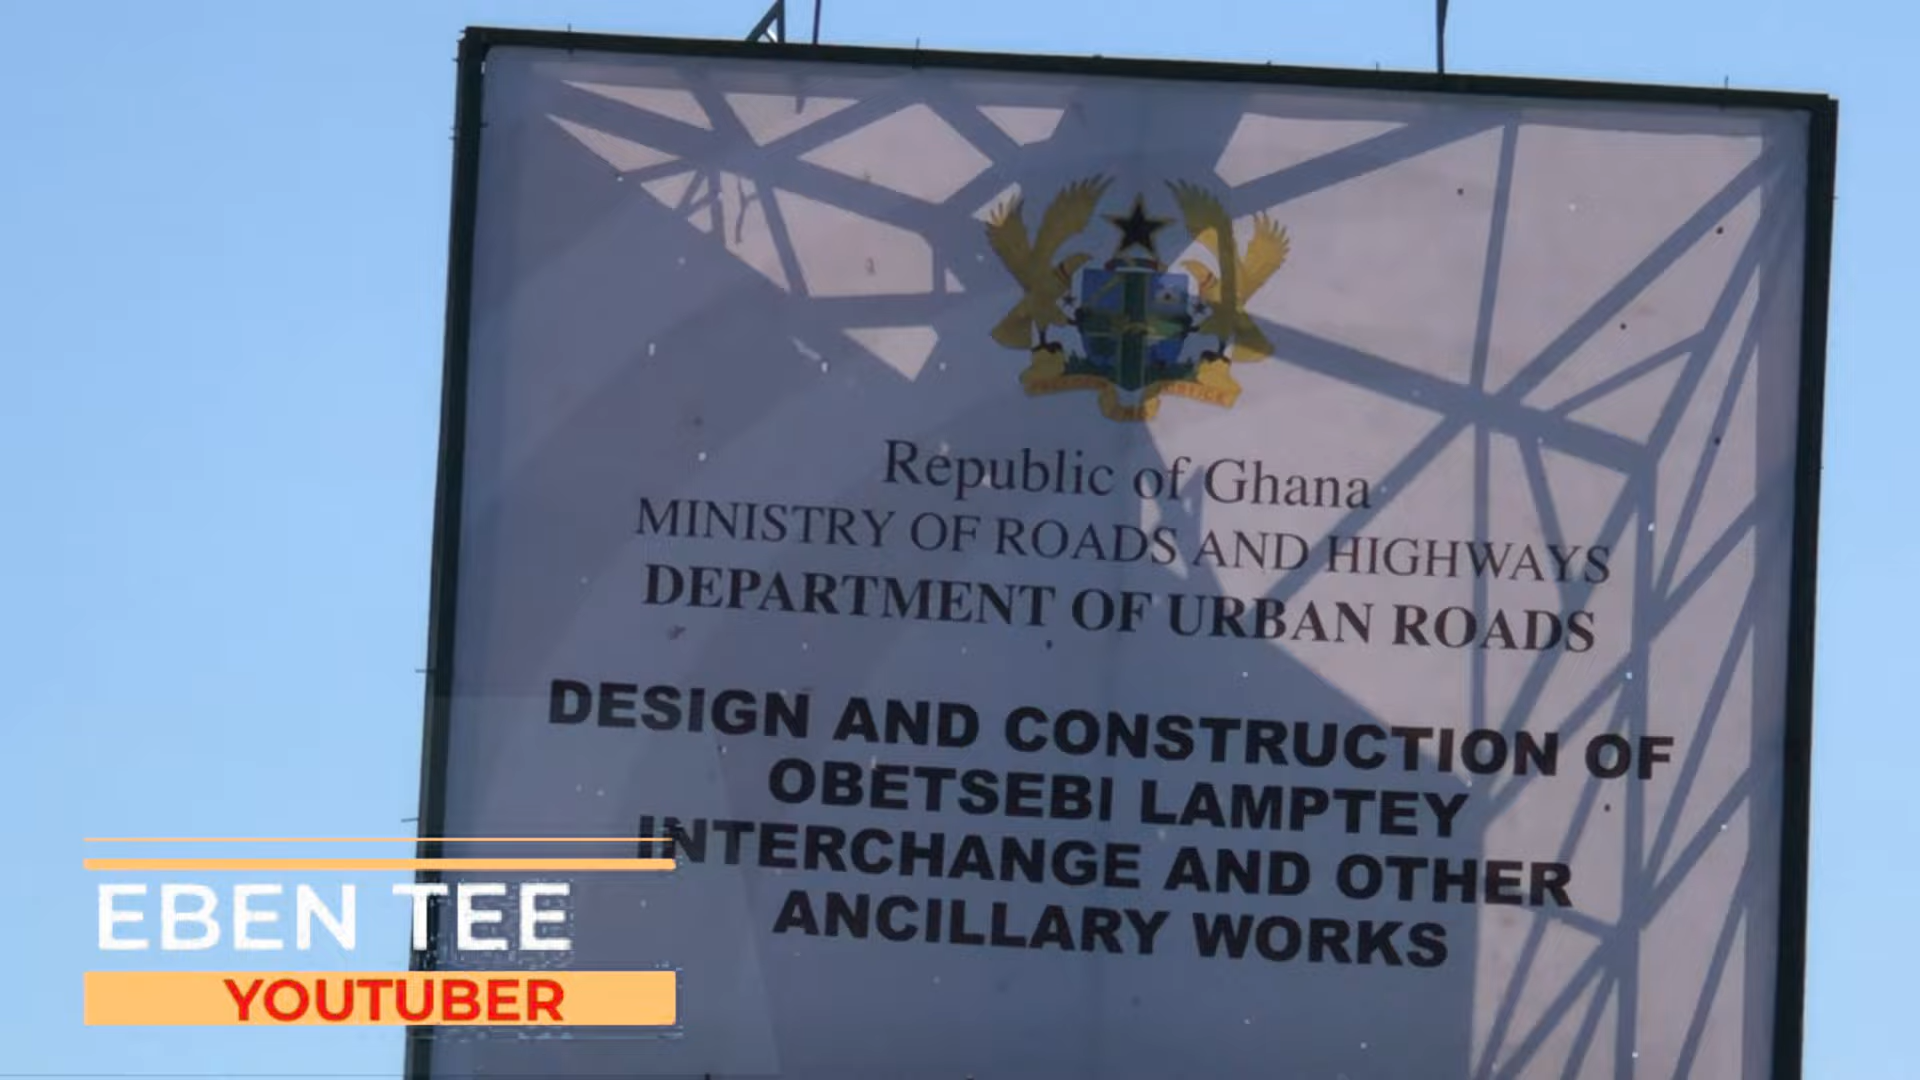 Republic of Ghana
MINISTRY OF ROADS AND HIGHWAYS
DEPARTMENT OF URBAN ROADS
DESIGN AND CONSTRUCTION OF
OBETSEBI LAMPTEY
INTERCHANGE AND OTHER
ANCILLARY WORKS
EBEN TEE
YOUTUBER